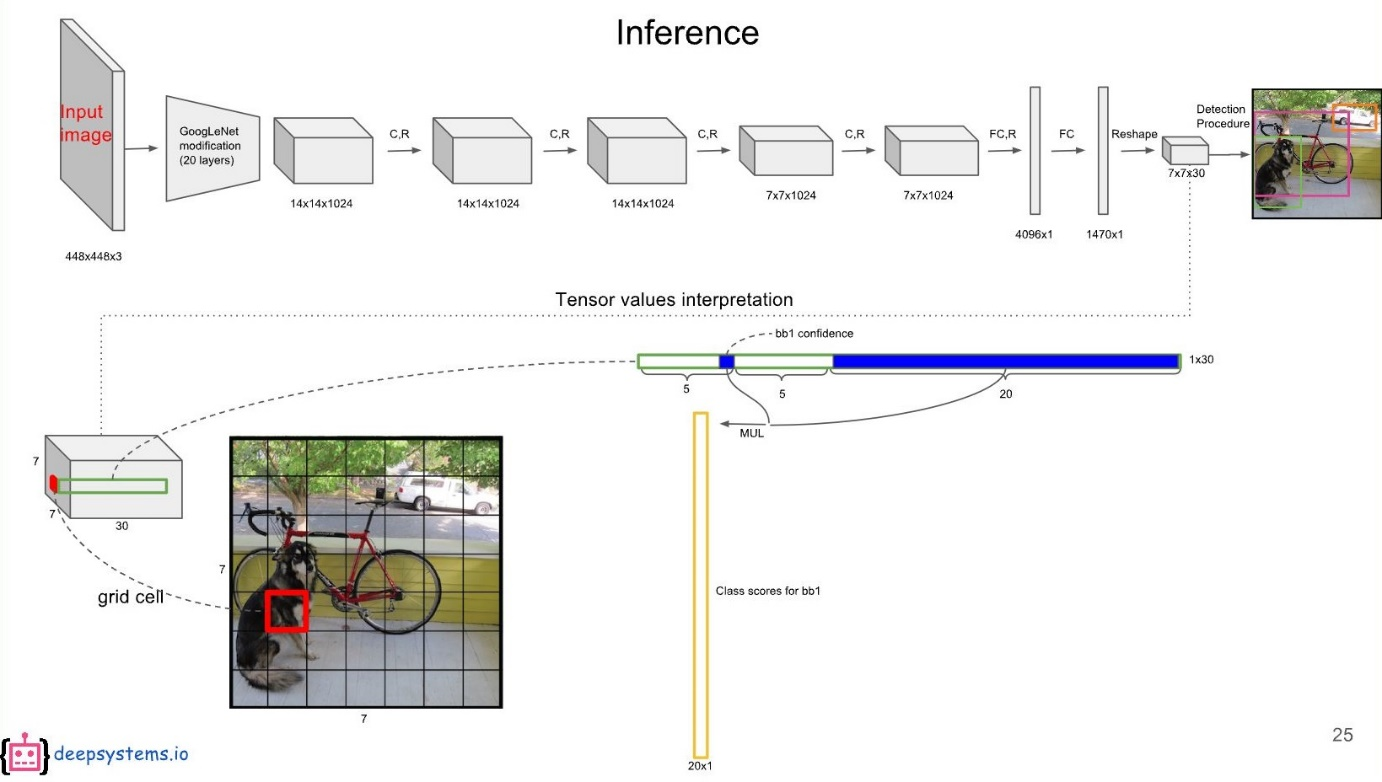 Inference
Input
image
448x448x3
GoogLeNet
modification
(20 layers)
14x14x1024
C,R
14x14x1024
C,R
14x14x1024
C,R
7x7x1024
C,R
7x7x1024
FC,R
4096x1
FC
1470x1
Reshape
7x7x30
Detection
Procedure
Tensor values interpretation
bb1 confidence
1x30
5
5
20
MUL
7
7
30
grid cell
7
7
Class scores for bb1
20x1
deepsystems.io
25